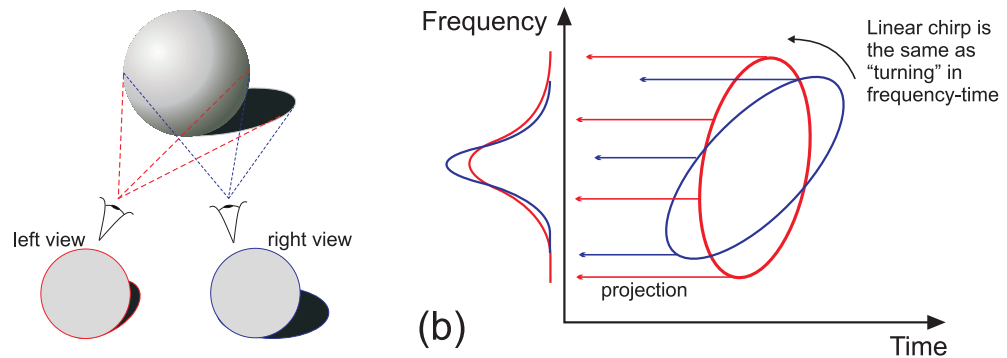 left view
right view
(b)
Frequency
Linear chirp is
the same as
“turning” in
frequency-time
projection
Time